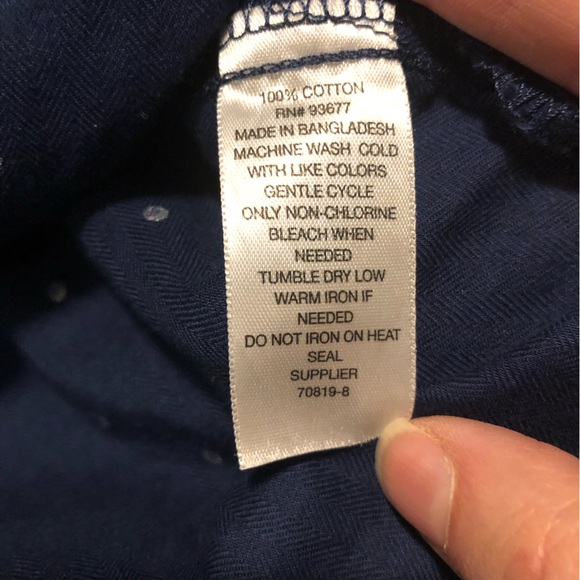 100% COTTON
RN# 93677
MADE IN BANGLADESH
MACHINE WASH COLD
WITH LIKE COLORS
GENTLE CYCLE
ONLY NON-CHLORINE
BLEACH WHEN
NEEDED
TUMBLE DRY LOW
WARM IRON IF
NEEDED
DO NOT IRON ON HEAT
SEAL
SUPPLIER
70819-8